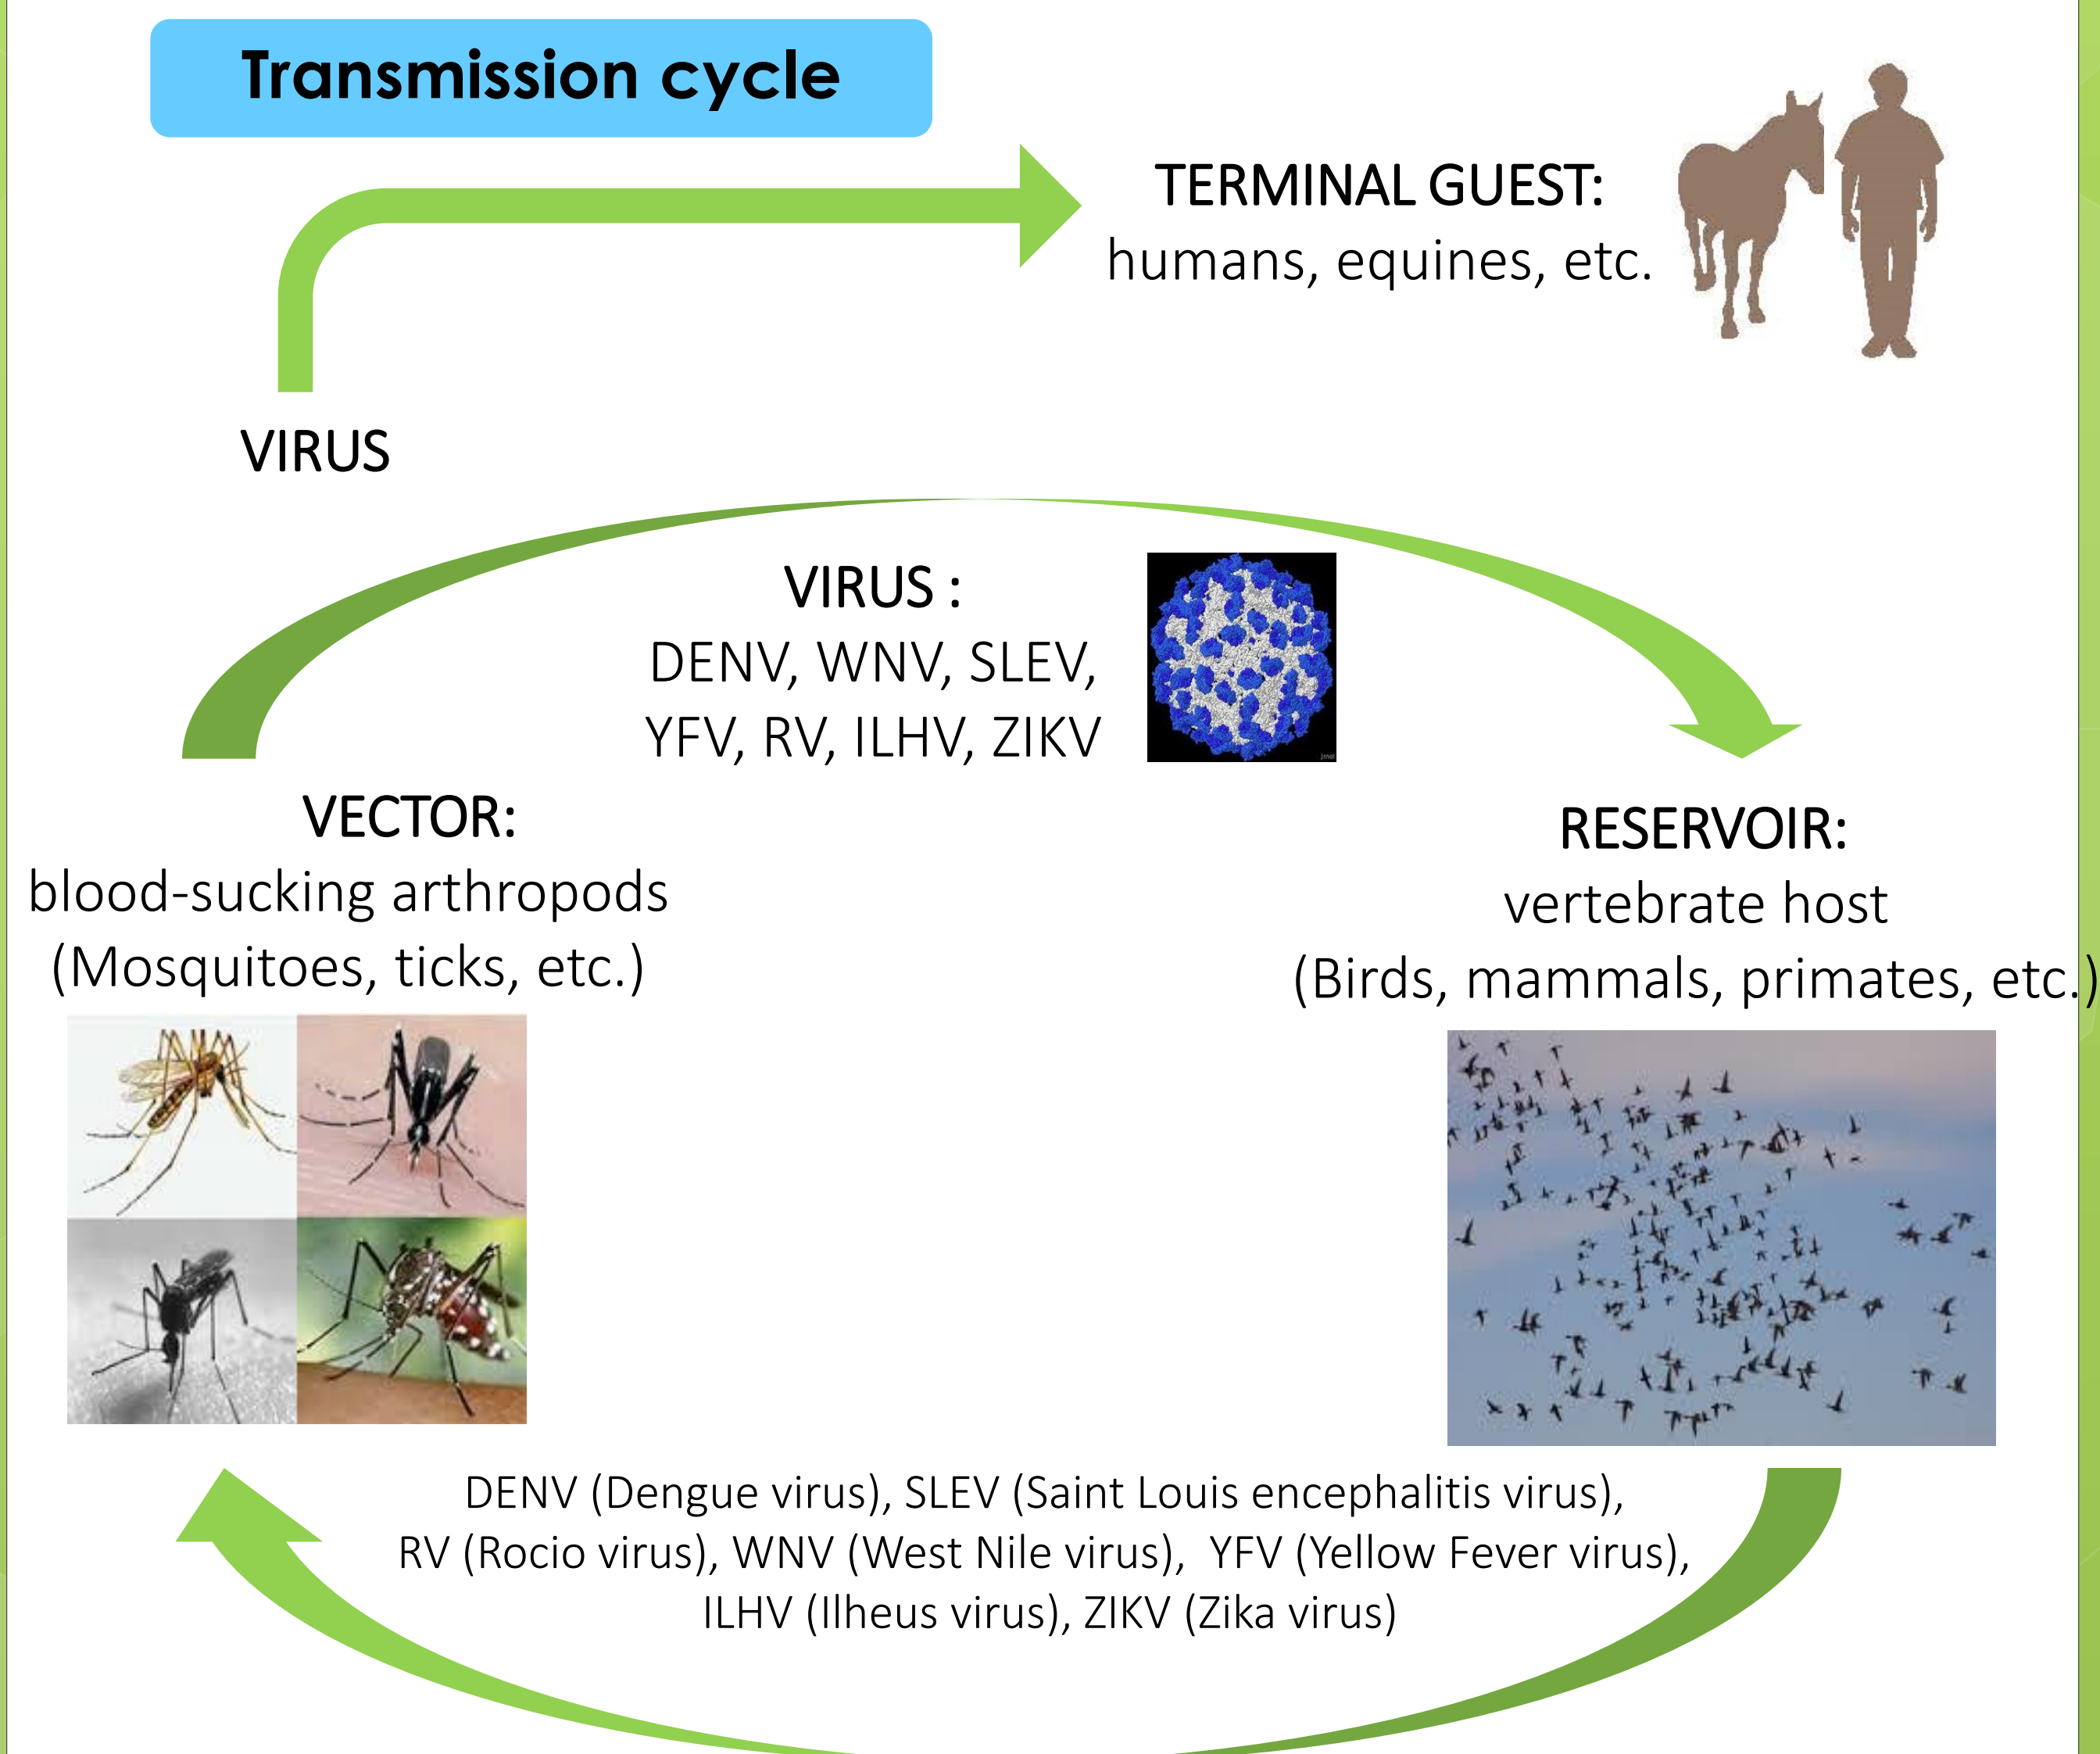 Transmission cycle
TERMINAL GUEST:
humans, equines, etc.
VIRUS
VIRUS :
DENV, WNV, SLEV,
YFV, RV, ILHV, ZIKV
VECTOR:
blood-sucking arthropods
(Mosquitoes, ticks, etc.)
RESERVOIR:
vertebrate host
(Birds, mammals, primates, etc.)
DENV (Dengue virus), SLEV (Saint Louis encephalitis virus),
RV (Rocio virus), WNV (West Nile virus), YFV (Yellow Fever virus),
ILHV (Ilheus virus), ZIKV (Zika virus)